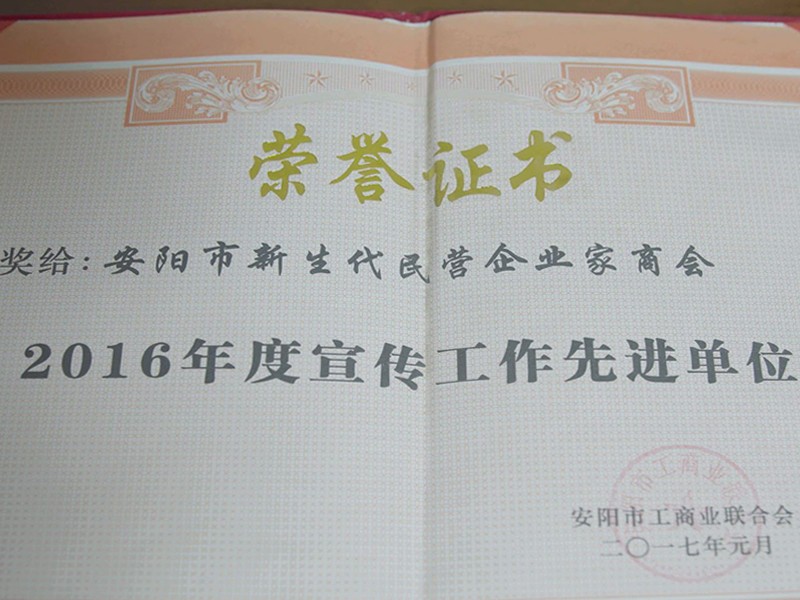 荣誉证书
奖给：安阳市新生代民营企业家商会
2016年度宣传工作先进单位
安阳市工商业联合会
二〇一七年元月